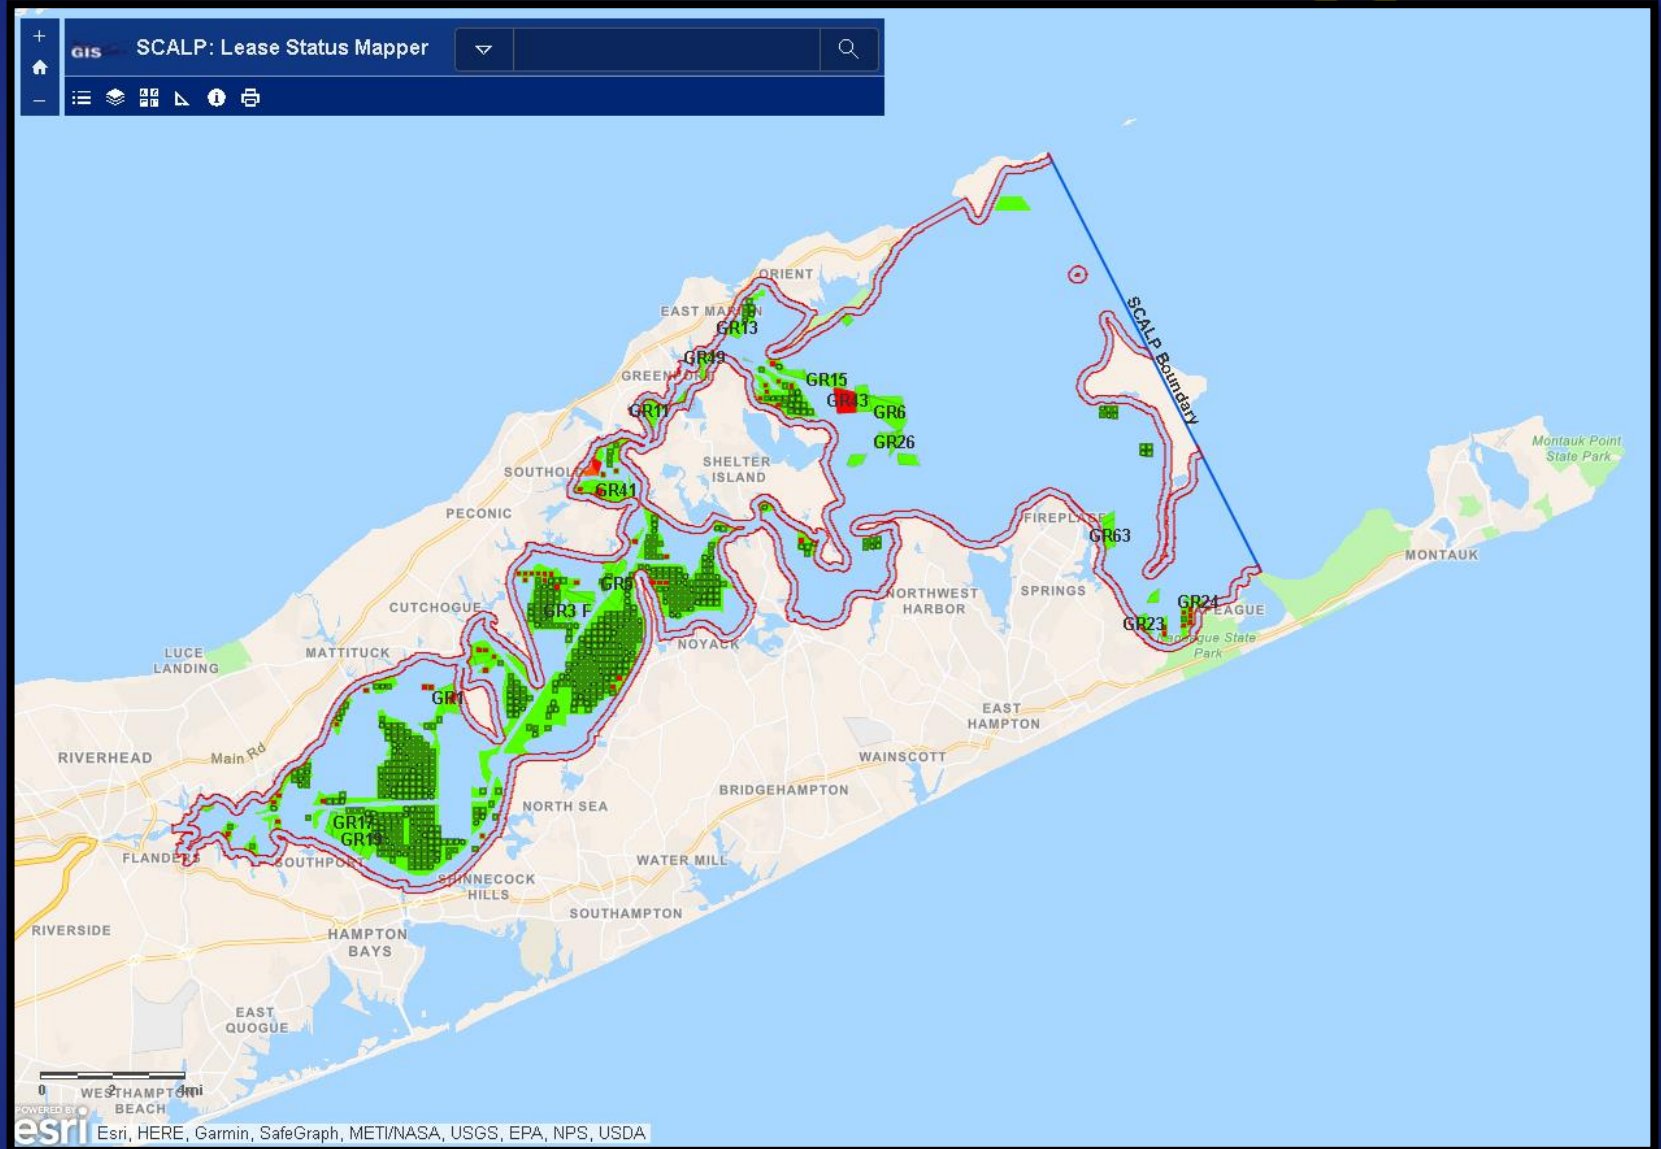 +
GIS SCALP: Lease Status Mapper
–
ORIENT
EAST MARION
GR13
GR49
GREENPORT
GR15
GR43
GR6
GR11
GR26
SCALP Boundary
Montauk Point
State Park
SHELTER
ISLAND
SOUTHOLD
GR41
PECONIC
FIREPLACE
GR63
MONTAUK
GR5
GR3 F
CUTCHOGUE
NORTHWEST
HARBOR
SPRINGS
GR24
NAPEAGUE
GR23
Napeague State
Park
NOYACK
LUCE
LANDING
MATTITUCK
GR1
EAST
HAMPTON
RIVERHEAD
Main Rd
WAINSCOTT
BRIDGEHAMPTON
NORTH SEA
GR17
GR19
FLANDERS
SOUTHPORT
WATER MILL
SHINNECOCK
HILLS
SOUTHAMPTON
RIVERSIDE
HAMPTON
BAYS
EAST
QUOGUE
0 2 4mi
WESTHAMPTON
BEACH
POWERED BY
esri
Esri, HERE, Garmin, SafeGraph, METI/NASA, USGS, EPA, NPS, USDA